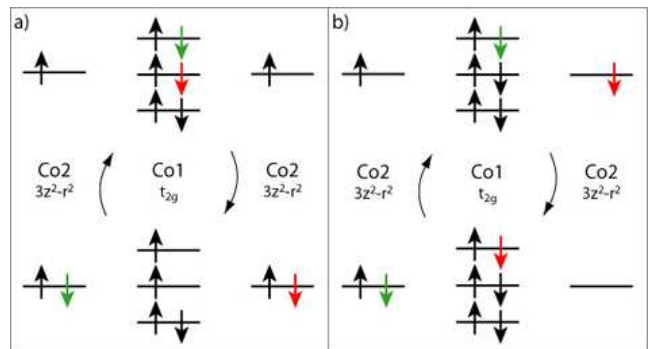 a)
Co2
3z²-r²
Co1
t₂g
Co2
3z²-r²
b)
Co2
3z²-r²
Co1
t₂g
Co2
3z²-r²